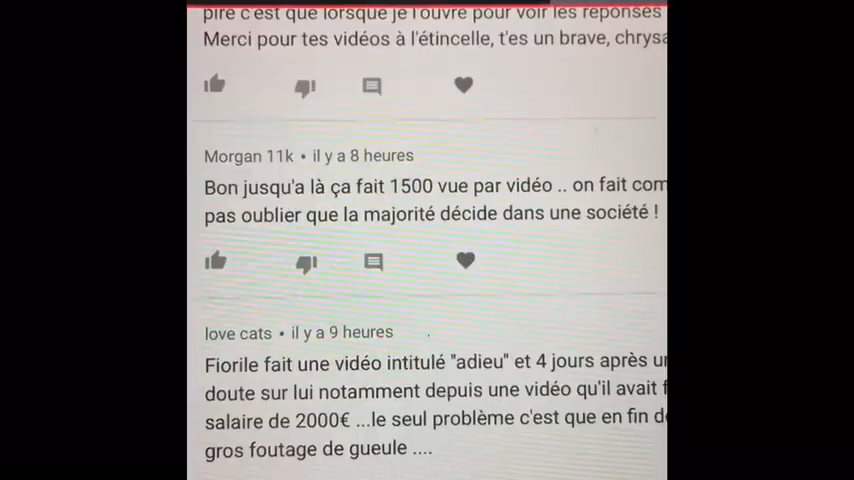 pire c'est que lorsque je l'ouvre pour voir les réponses
Merci pour tes vidéos à l'étincelle, t'es un brave, chrysa
Morgan 11k • il y a 8 heures
Bon jusqu'a là ça fait 1500 vue par vidéo .. on fait com
pas oublier que la majorité décide dans une société !
love cats • il y a 9 heures
Fiorile fait une vidéo intitulé "adieu" et 4 jours après un
doute sur lui notamment depuis une vidéo qu'il avait f
salaire de 2000€ ...le seul problème c'est que en fin de
gros foutage de gueule ....